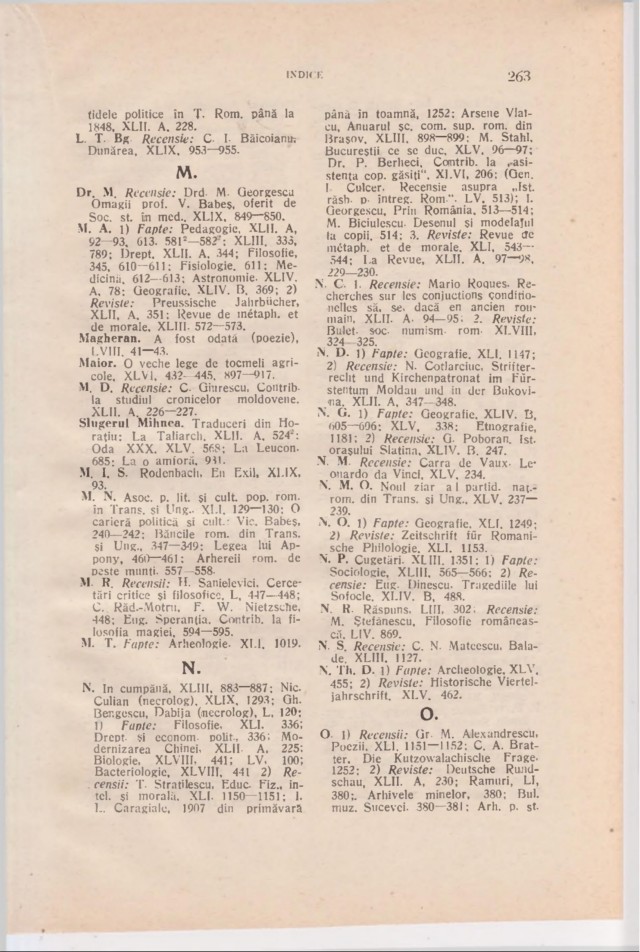 INDICE
263
tidele politice în T. Rom. până la
1848, XLII. A, 228.
L. T. Bg. Recensie: C. I. Băicoianu.
Dunărea, XLIX, 953—955.
M.
Dr. M. Recensie: Drd. M. Georgescu
Omagii prof. V. Babeș, oferit de
Soc. st. în med., XLIX, 849—850.
M. A. 1) Fapte: Pedagogie, XLII. A,
92—93, 613, 581²—582²; XLIII, 333,
789; Drept, XLII. A, 344; Filosofie,
345, 610—611; Fisiologie, 611; Me-
dicină, 612—613; Astronomie, XLIV.
A, 78; Geografie, XLIV. B, 369; 2)
Reviste: Preussische Jahrbücher,
XLII, A, 351; Revue de métaph. et
de morale, XLIII. 572—573.
Magheran. A fost odată (poezie),
LVIII, 41—43.
Maior. O veche lege de tocmeli agri-
cole, XLVI, 432—445, 897—917.
M. D. Recensie: C. Giurescu, Contrib.
la studiul cronicelor moldovene,
XLII. A, 226—227.
Slugerul Mihnea. Traduceri din Ho-
rațiu: La Taliarch, XLII. A, 524²;
Oda XXX, XLV. 568; La Leucon.
685; La o amforă, 931.
M. I. S. Rodenbach. En Exil, XLIX,
93.
M. N. Asoc. p. lit. și cult. pop. rom.
în Trans. și Ung., XLI, 129—130; O
carieră politică și cult.: Vic. Babeș,
240—242; Băncile rom. din Trans.
și Ung., 347—349; Legea lui Ap-
pony, 460—461; Arhereii rom. de
peste munți. 557—558.
M. R. Recensii: H. Sanielevici. Cerce-
tări critice și filosofice, L, 447—448;
C. Răd.-Motru, F. W. Nietzsche,
448; Eug. Speranția, Contrib. la fi-
losofia magiei, 594—595.
M. T. Fapte: Arheologie. XLI, 1019.
N.
N. In cumpănă, XLIII, 883—887; Nic.
Culian (necrolog), XLIX, 1293; Gh.
Bengescu, Dabija (necrolog), L, 120;
1) Fapte: Filosofie, XLI, 336;
Drept și econom. polit., 336; Mo-
dernizarea Chinei, XLII. A, 225;
Biologie, XLVIII, 441; LV, 100;
Bacteriologie, XLVIII, 441 2) Re-
censii: T. Stratilescu, Educ. Fiz., in-
tel. și morală, XLI. 1150—1151; I.
L. Caragiale, 1907 din primăvară
până în toamnă, 1252; Arsene Vlai-
cu, Anuarul șc. com. sup. rom. din
Brașov, XLIII, 898—899; M. Stahl,
Bucureștii ce se duc, XLV, 96—97;
Dr. P. Berheci, Contrib. la „asi-
stența cop. găsiți", XLVI, 206; (Gen.
I. Culcer. Recensie asupra „Ist.
răsb. p. întreg. Rom.". LV, 513); I.
Georgescu, Prin România, 513—514;
M. Biciulescu. Desenul și modelajul
la copii, 514; 3. Reviste: Revue de
métaph. et de morale, XLI, 543—
544; La Revue, XLII. A, 97—98,
229—230.
N. C. I. Recensie: Mario Roques. Re-
cherches sur les conjuctions conditio-
nelles să, se, dacă en ancien rou-
main, XLII. A. 94—95. 2. Reviste:
Bulet. soc. numism. rom. XLVIII,
324—325.
N. D. 1) Fapte: Geografie, XLI, 1147;
2) Recensie: N. Cotlarciuc, Strifter-
recht und Kirchenpatronat im Für-
stentum Moldau und in der Bukovi-
na, XLII. A, 347—348.
N. G. 1) Fapte: Geografie, XLIV. B,
605—696; XLV, 338; Etnografie,
1181; 2) Recensie: G. Poboran, Ist.
orașului Slatina, XLIV. B, 247.
N. M. Recensie: Carra de Vaux. Le-
onardo da Vinci, XLV, 234.
N. M. O. Noul ziar al partid. naț.-
rom. din Trans. și Ung., XLV, 237—
239.
N. O. 1) Fapte: Geografie, XLI, 1249;
2) Reviste: Zeitschrift für Romani-
sche Philologie, XLI, 1153.
N. P. Cugetări, XLIII, 1351; 1) Fapte:
Sociologie, XLIII, 565—566; 2) Re-
censie: Eug. Dinescu, Tragediile lui
Sofocle, XLIV. B, 488.
N. R. Răspuns, LIII, 302; Recensie:
M. Ștefănescu, Filosofie româneas-
că, LIV. 869.
N. S. Recensie: C. N. Mateescu. Bala-
de, XLIII, 1127.
N. Th. D. 1) Fapte: Archeologie, XLV,
455; 2) Reviste: Historische Viertel-
jahrschrift, XLV, 462.
O.
O. 1) Recensii: Gr. M. Alexandrescu,
Poezii, XLI, 1151—1152; C. A. Brat-
ter, Die Kutzowalachische Frage.
1252; 2) Reviste: Deutsche Rund-
schau, XLII. A, 230; Ramuri, LI,
380;. Arhivele minelor, 380; Bul.
muz. Sucevei. 380—381; Arh. p. șt.